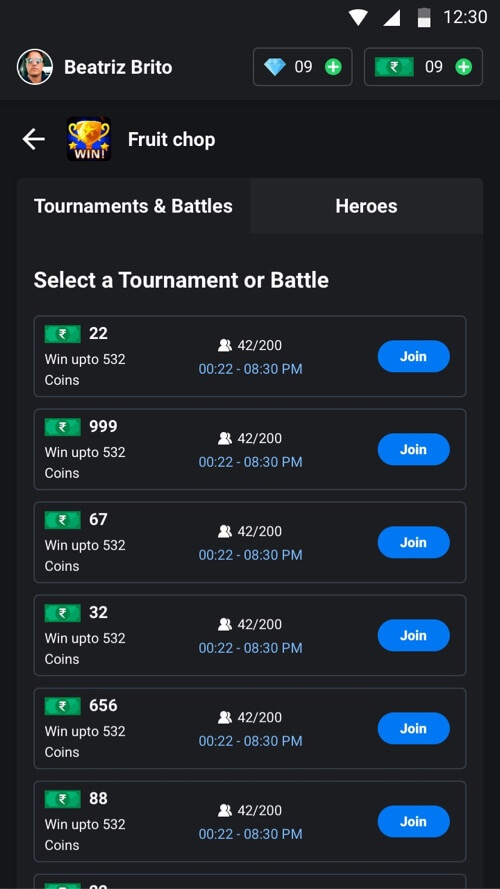 12:30
Beatriz Brito
09
₹ 09
WIN!
Fruit chop
Tournaments & Battles
Heroes
Select a Tournament or Battle
₹ 22
Win upto 532
Coins
42/200
00:22 - 08:30 PM
Join
₹ 999
Win upto 532
Coins
42/200
00:22 - 08:30 PM
Join
₹ 67
Win upto 532
Coins
42/200
00:22 - 08:30 PM
Join
₹ 32
Win upto 532
Coins
42/200
00:22 - 08:30 PM
Join
₹ 656
Win upto 532
Coins
42/200
00:22 - 08:30 PM
Join
₹ 88
Win upto 532
Coins
42/200
00:22 - 08:30 PM
Join